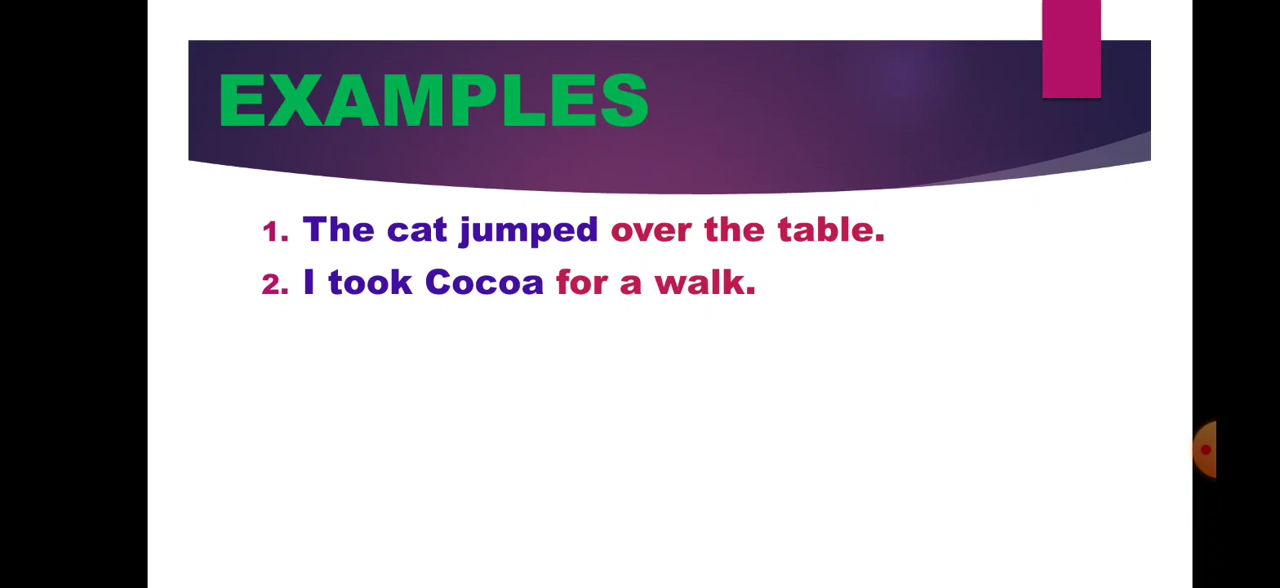 EXAMPLES
1. The cat jumped over the table.
2. I took Cocoa for a walk.